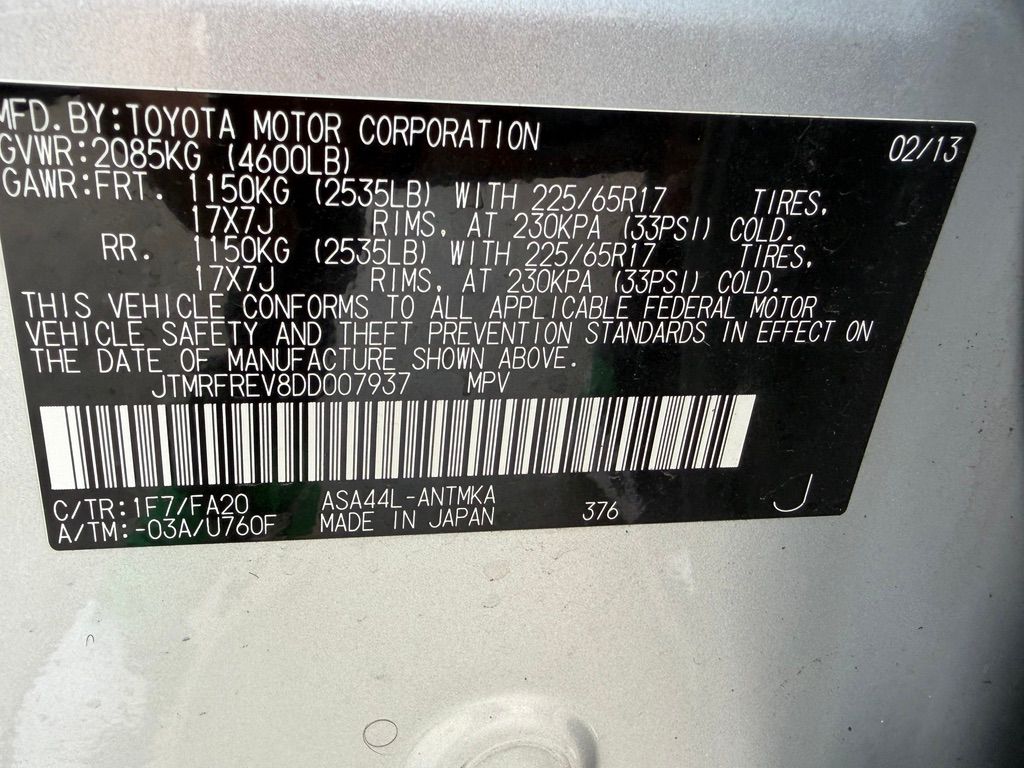 MFD. BY:TOYOTA MOTOR CORPORATION 02/13
GVWR:2085KG (4600LB)
GAWR:FRT. 1150KG (2535LB) WITH 225/65R17 TIRES,
17X7J RIMS, AT 230KPA (33PSI) COLD.
RR. 1150KG (2535LB) WITH 225/65R17 TIRES,
17X7J RIMS, AT 230KPA (33PSI) COLD.
THIS VEHICLE CONFORMS TO ALL APPLICABLE FEDERAL MOTOR
VEHICLE SAFETY AND THEFT PREVENTION STANDARDS IN EFFECT ON
THE DATE OF MANUFACTURE SHOWN ABOVE.
JTMRFREV8DD007937 MPV
C/TR:1F7/FA20 ASA44L-ANTMKA
A/TM:-03A/U760F MADE IN JAPAN 376 J